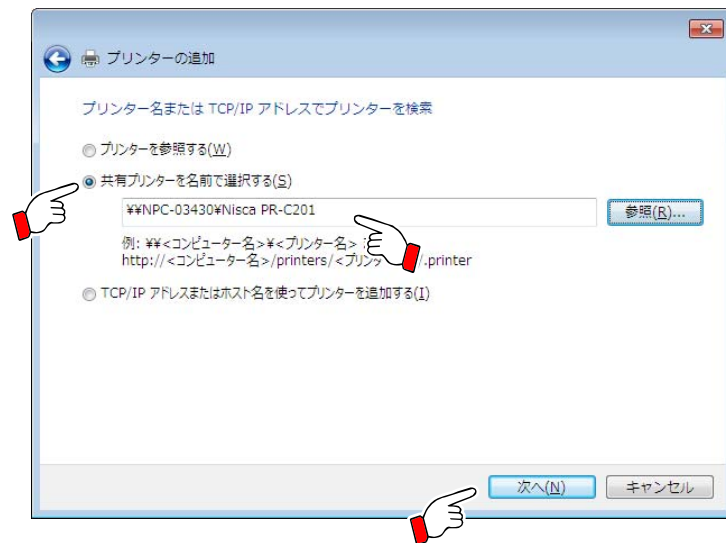 プリンターの追加
プリンター名または TCP/IP アドレスでプリンターを検索
プリンターを参照する(W)
共有プリンターを名前で選択する(S)
¥¥NPC-03430¥Nisca PR-C201
参照(R)...
例: ¥¥<コンピューター名>¥<プリンター名>
http://<コンピューター名>/printers/<プリンタ /.printer
TCP/IP アドレスまたはホスト名を使ってプリンターを追加する(I)
次へ(N)
キャンセル